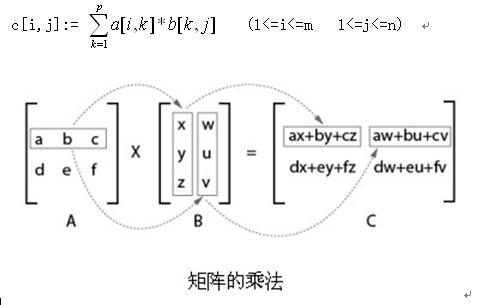 c[i,j]:= p∑k=1 a[i,k]*b[k,j] (1<=i<=m 1<=j<=n)
a b c X x w = ax+by+cz aw+bu+cv
d e f y u dx+ey+fz dw+eu+fv
z v
A B C
矩阵的乘法